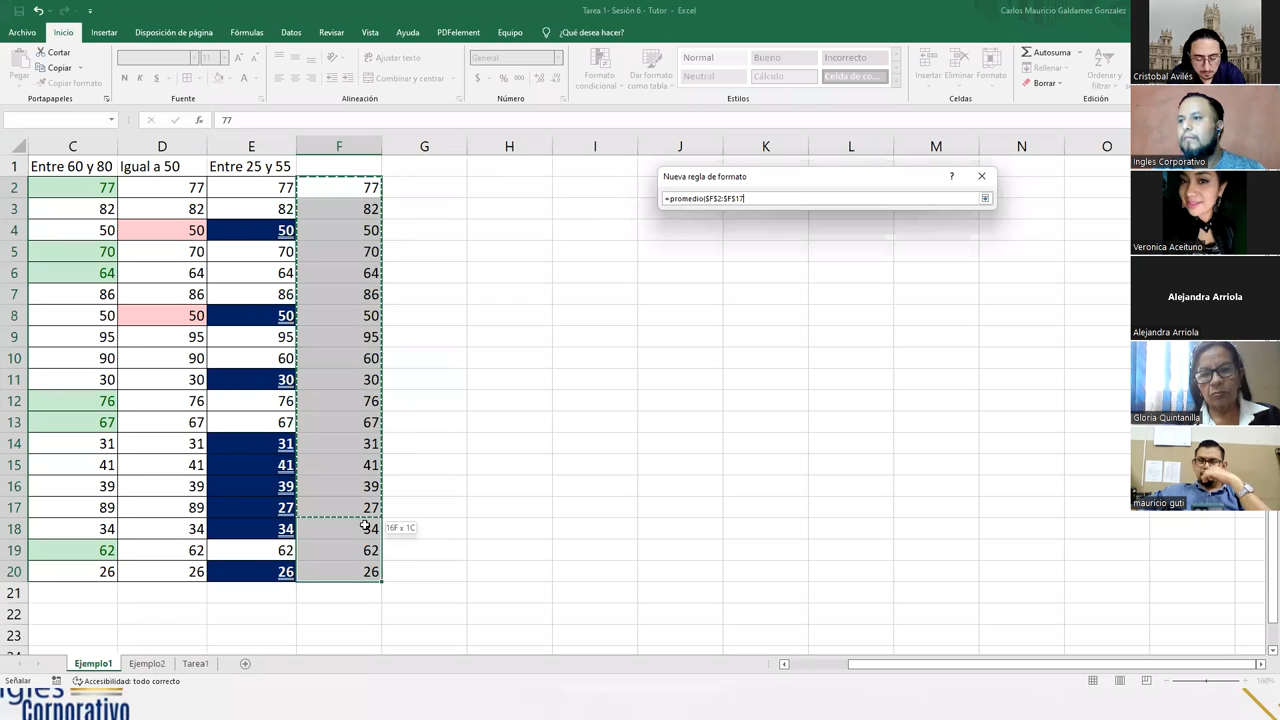 Tarea 1- Sesión 6 - Tutor - Excel
Carlos Mauricio Galdamez Gonzalez
Archivo Inicio Insertar Disposición de página Fórmulas Datos Revisar Vista Ayuda PDFelement Equipo ¿Qué desea hacer?
Pegar
Cortar
Copiar
Copiar formato
Portapapeles
11
N K S
Fuente
Ajustar texto
Combinar y centrar
Alineación
General
Número
Formato condicional
Dar formato como tabla
Normal Bueno Incorrecto
Neutral Cálculo Celda de co...
Estilos
Insertar Eliminar Formato
Celdas
Autosuma
Rellenar
Borrar
Ordenar y
Edición
77
C D E F G H I J K L M N O
1 Entre 60 y 80 Igual a 50 Entre 25 y 55
2 77 77 77 77
3 82 82 82 82
4 50 50 50 50
5 70 70 70 70
6 64 64 64 64
7 86 86 86 86
8 50 50 50 50
9 95 95 95 95
10 90 90 60 60
11 30 30 30 30
12 76 76 76 76
13 67 67 67 67
14 31 31 31 31
15 41 41 41 41
16 39 39 39 39
17 89 89 27 27
18 34 34 34 34
19 62 62 62 62
20 26 26 26 26
21
22
23
16F x 1C
Nueva regla de formato
=promedio($F$2:$F$17
Ejemplo1 Ejemplo2 Tarea1
Señalar Accesibilidad: todo correcto
160%
Ingles
Corporativo
Cristobal Avilés
Ingles Corporativo
Veronica Aceituno
Alejandra Arriola
Alejandra Arriola
Gloria Quintanilla
mauricio guti